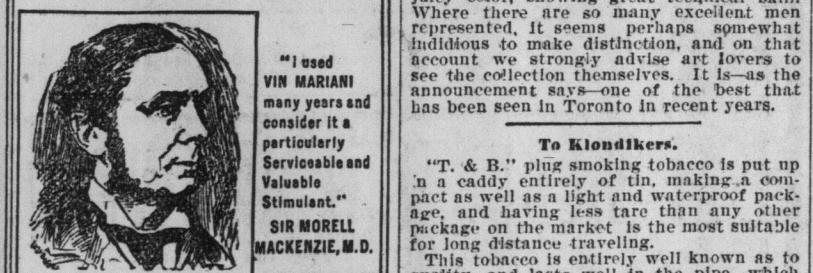 "I used
VIN MARIANI
many years and
consider it a
particularly
Serviceable and
Valuable
Stimulant."
SIR MORELL
MACKENZIE, M.D.
Where there are so many excellent men
represented, it seems perhaps somewhat
indidious to make distinction, and on that
account we strongly advise art lovers to
see the collection themselves. It is—as the
announcement says—one of the best that
has been seen in Toronto in recent years.
To Klondikers.
"T. & B." plug smoking tobacco is put up
in a caddy entirely of tin, making a com-
pact as well as a light and waterproof pack-
age, and having less tare than any other
package on the market is the most suitable
for long distance traveling.
This tobacco is entirely well known as to